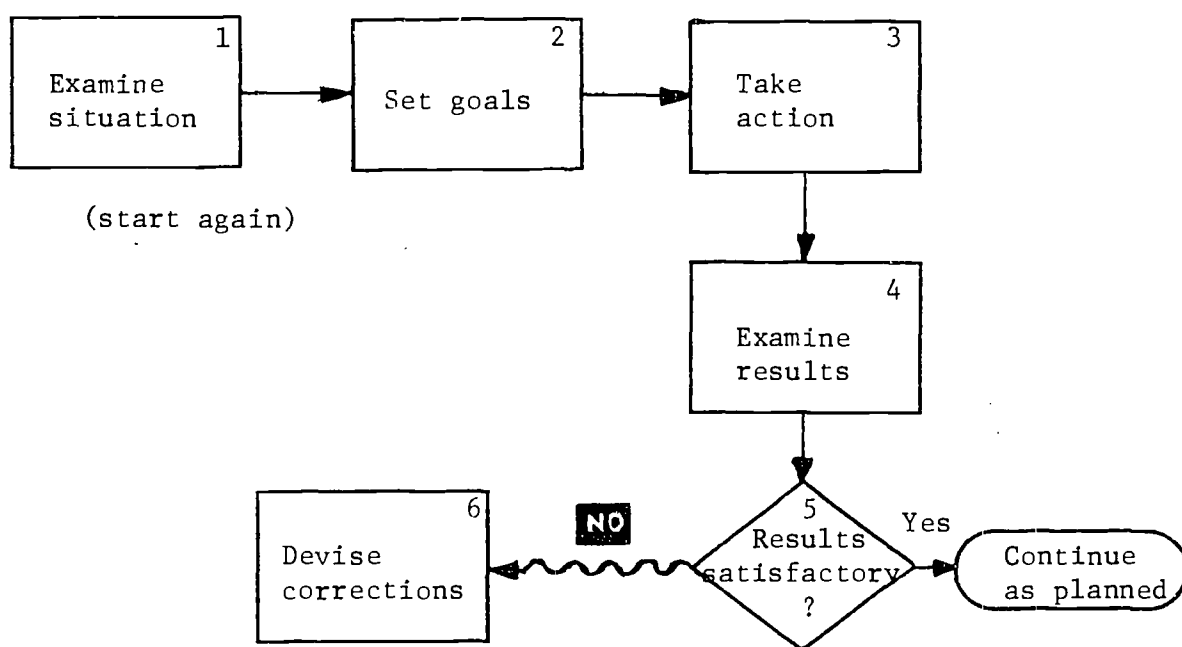 1
Examine
situation
2
Set goals
3
Take
action
(start again)
4
Examine
results
5
Results
satisfactory
?
Yes
Continue
as planned
NO
6
Devise
corrections